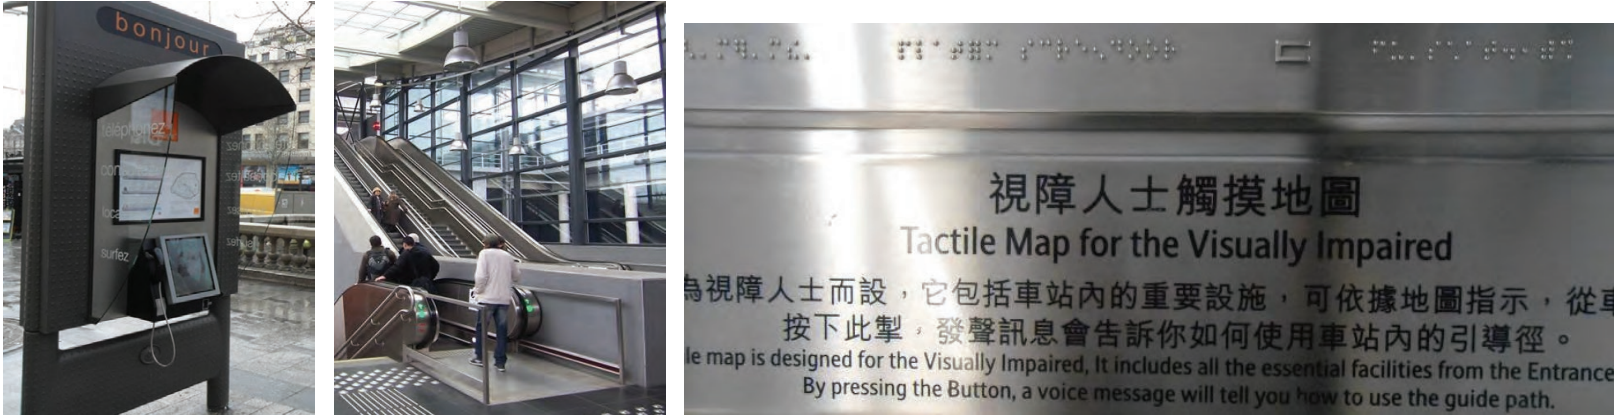 bonjour
téléphonez
surfez
視障人士觸摸地圖
Tactile Map for the Visually Impaired
為視障人士而設，它包括車站內的重要設施，可依據地圖指示，從車
按下此掣，發聲訊息會告訴你如何使用車站內的引導徑。
le map is designed for the Visually Impaired, It includes all the essential facilities from the Entrance
By pressing the Button, a voice message will tell you how to use the guide path.